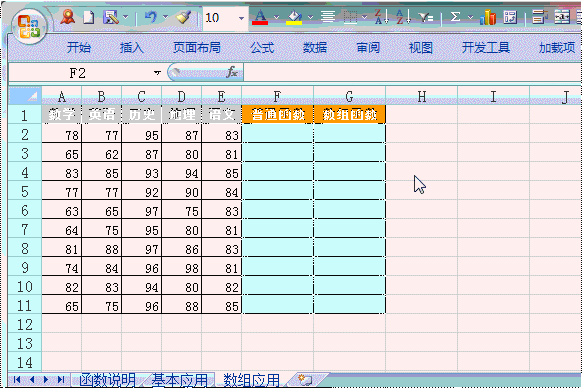 10
开始 插入 页面布局 公式 数据 审阅 视图 开发工具 加载项
F2 fx
A B C D E F G H I J
1 数学 英语 历史 地理 语文 普通函数 数组函数
2 78 77 95 87 83
3 65 62 87 80 81
4 83 85 93 94 85
5 77 77 92 90 84
6 63 65 97 75 83
7 64 75 95 80 81
8 81 88 97 86 83
9 74 84 96 98 81
10 82 83 94 80 82
11 65 75 96 88 85
12
13
14
函数说明 基本应用 数组应用